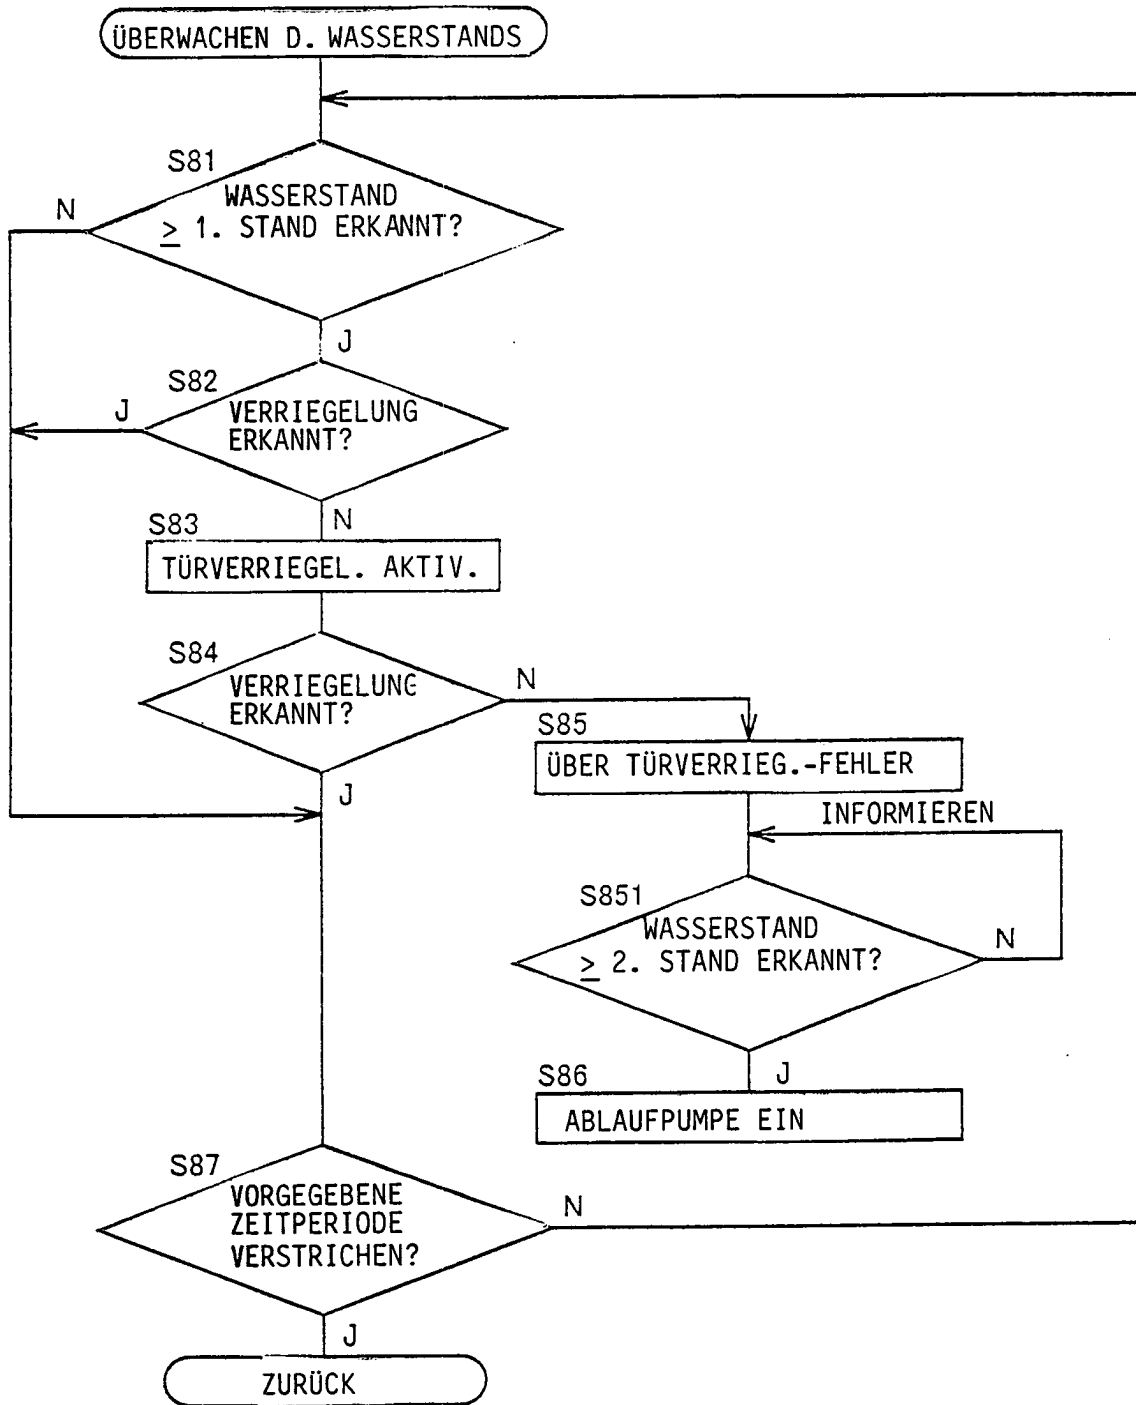 ÜBERWACHEN D. WASSERSTANDS
S81
N
WASSERSTAND
≥ 1. STAND ERKANNT?
J
S82
J
VERRIEGELUNG
ERKANNT?
N
S83
TÜRVERRIEGEL. AKTIV.
S84
VERRIEGELUNG
ERKANNT?
N
J
S85
ÜBER TÜRVERRIEG.-FEHLER
INFORMIEREN
S851
WASSERSTAND
≥ 2. STAND ERKANNT?
N
J
S86
ABLAUFPUMPE EIN
S87
VORGEGEBENE
ZEITPERIODE
VERSTRICHEN?
N
J
ZURÜCK